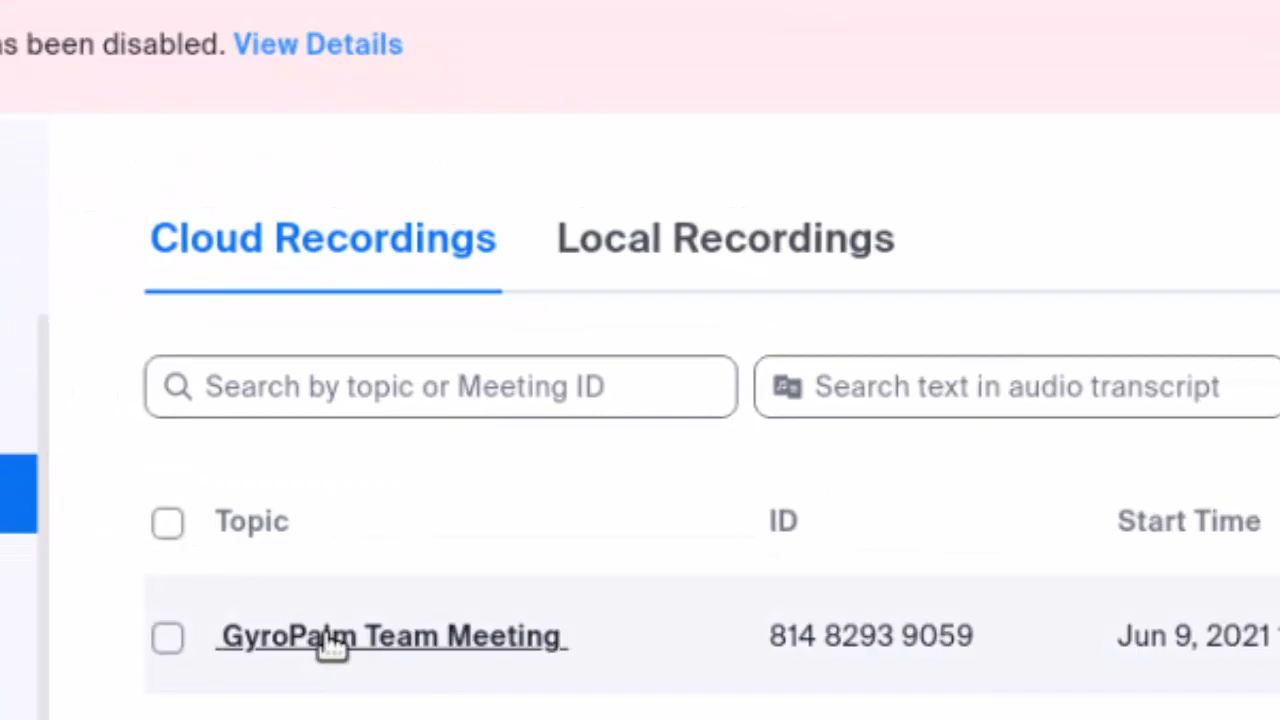 been disabled. View Details
Cloud Recordings Local Recordings
Search by topic or Meeting ID Search text in audio transcript
Topic ID Start Time
GyroPalm Team Meeting 814 8293 9059 Jun 9, 2021